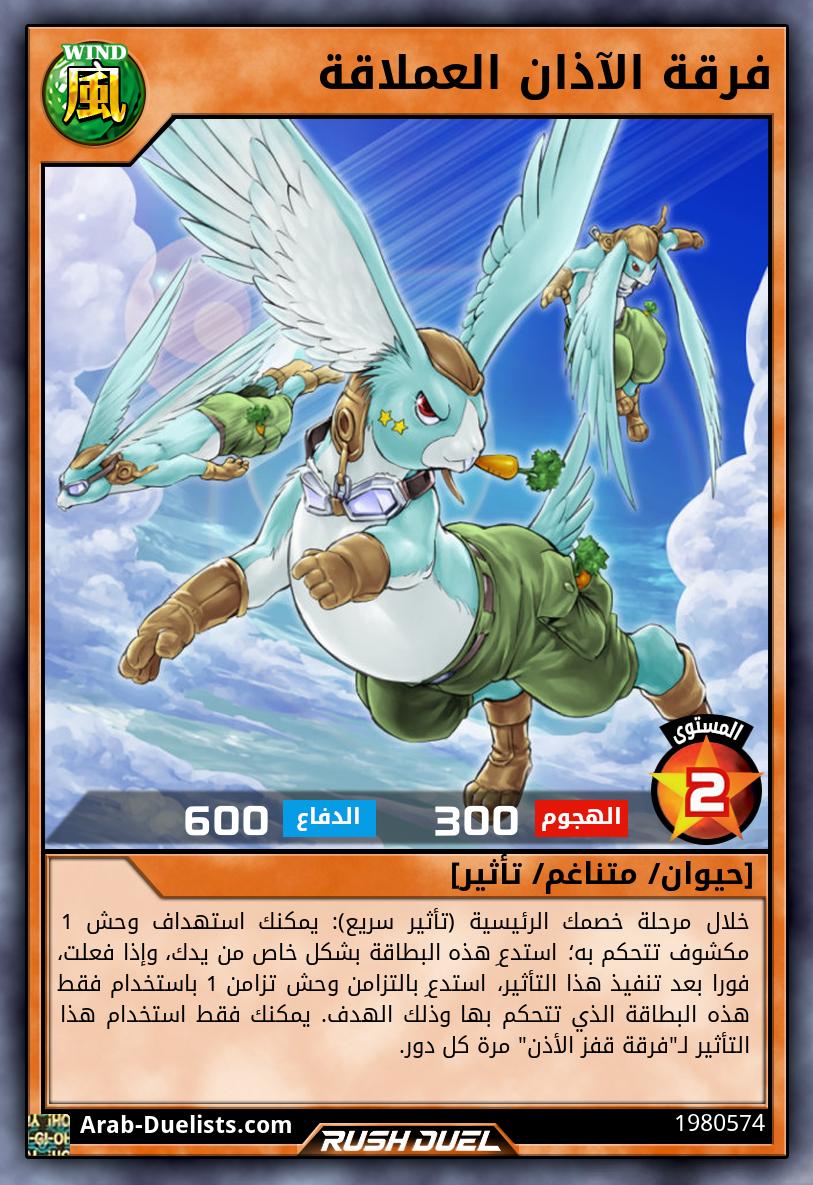 WIND
風
فرقة الآذان العملاقة
المستوى
2
الهجوم 300 الدفاع 600
[حيوان/ متناغم/ تأثير]
خلال مرحلة خصمك الرئيسية (تأثير سريع): يمكنك استهداف وحش 1
مكشوف تتحكم به؛ استدعِ هذه البطاقة بشكل خاص من يدك، وإذا فعلت،
فورا بعد تنفيذ هذا التأثير، استدعِ بالتزامن وحش تزامن 1 باستخدام فقط
هذه البطاقة الذي تتحكم بها وذلك الهدف. يمكنك فقط استخدام هذا
التأثير لـ"فرقة قفز الأذن" مرة كل دور.
Arab-Duelists.com
RUSH DUEL
1980574